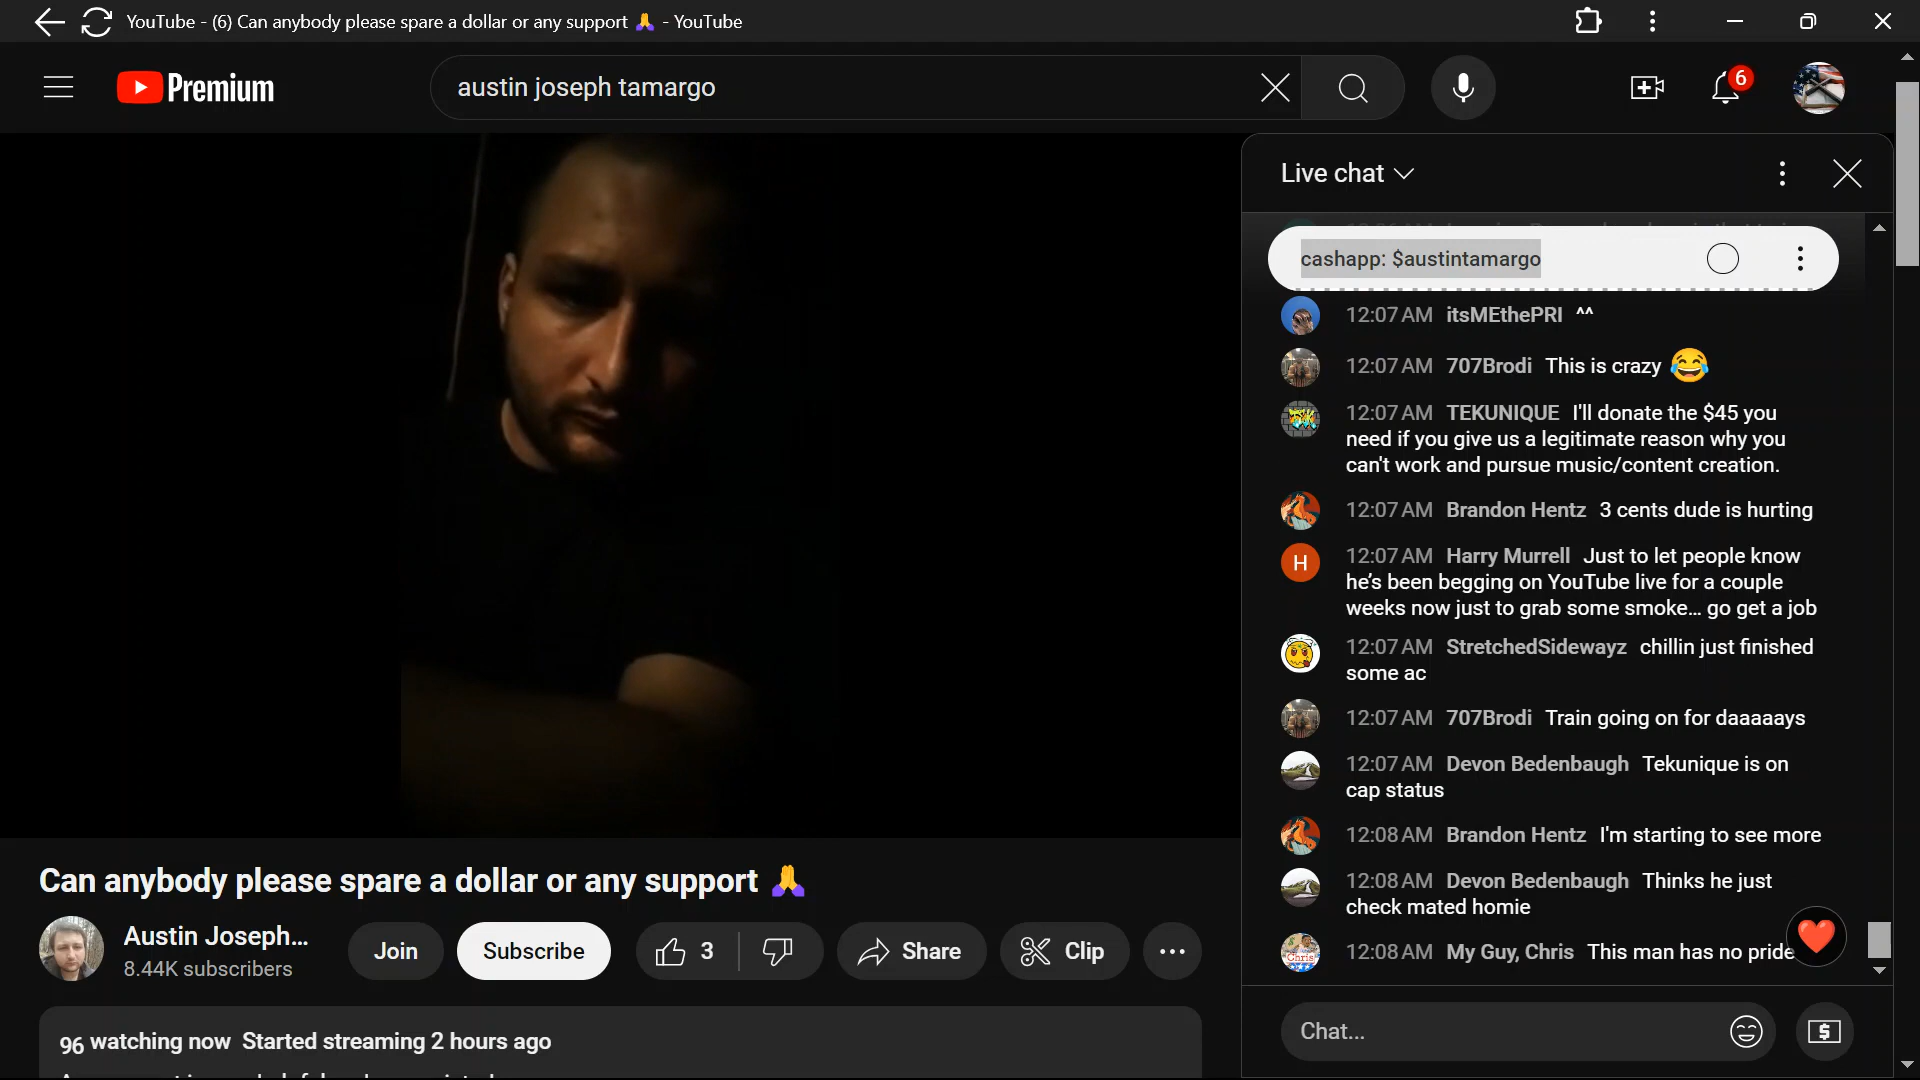 YouTube - (6) Can anybody please spare a dollar or any support 🙏 - YouTube
Premium
austin joseph tamargo
6
Live chat
cashapp: $austintamargo
12:07 AM itsMEthePRI ^^
12:07 AM 707Brodi This is crazy 😂
12:07 AM TEKUNIQUE I'll donate the $45 you
need if you give us a legitimate reason why you
can't work and pursue music/content creation.
12:07 AM Brandon Hentz 3 cents dude is hurting
H
12:07 AM Harry Murrell Just to let people know
he's been begging on YouTube live for a couple
weeks now just to grab some smoke... go get a job
12:07 AM StretchedSidewayz chillin just finished
some ac
12:07 AM 707Brodi Train going on for daaaaays
12:07 AM Devon Bedenbaugh Tekunique is on
cap status
12:08 AM Brandon Hentz I'm starting to see more
12:08 AM Devon Bedenbaugh Thinks he just
check mated homie
12:08 AM My Guy, Chris This man has no pride
Chat...
Can anybody please spare a dollar or any support 🙏
Austin Joseph...
8.44K subscribers
Join
Subscribe
3
Share
Clip
96 watching now Started streaming 2 hours ago